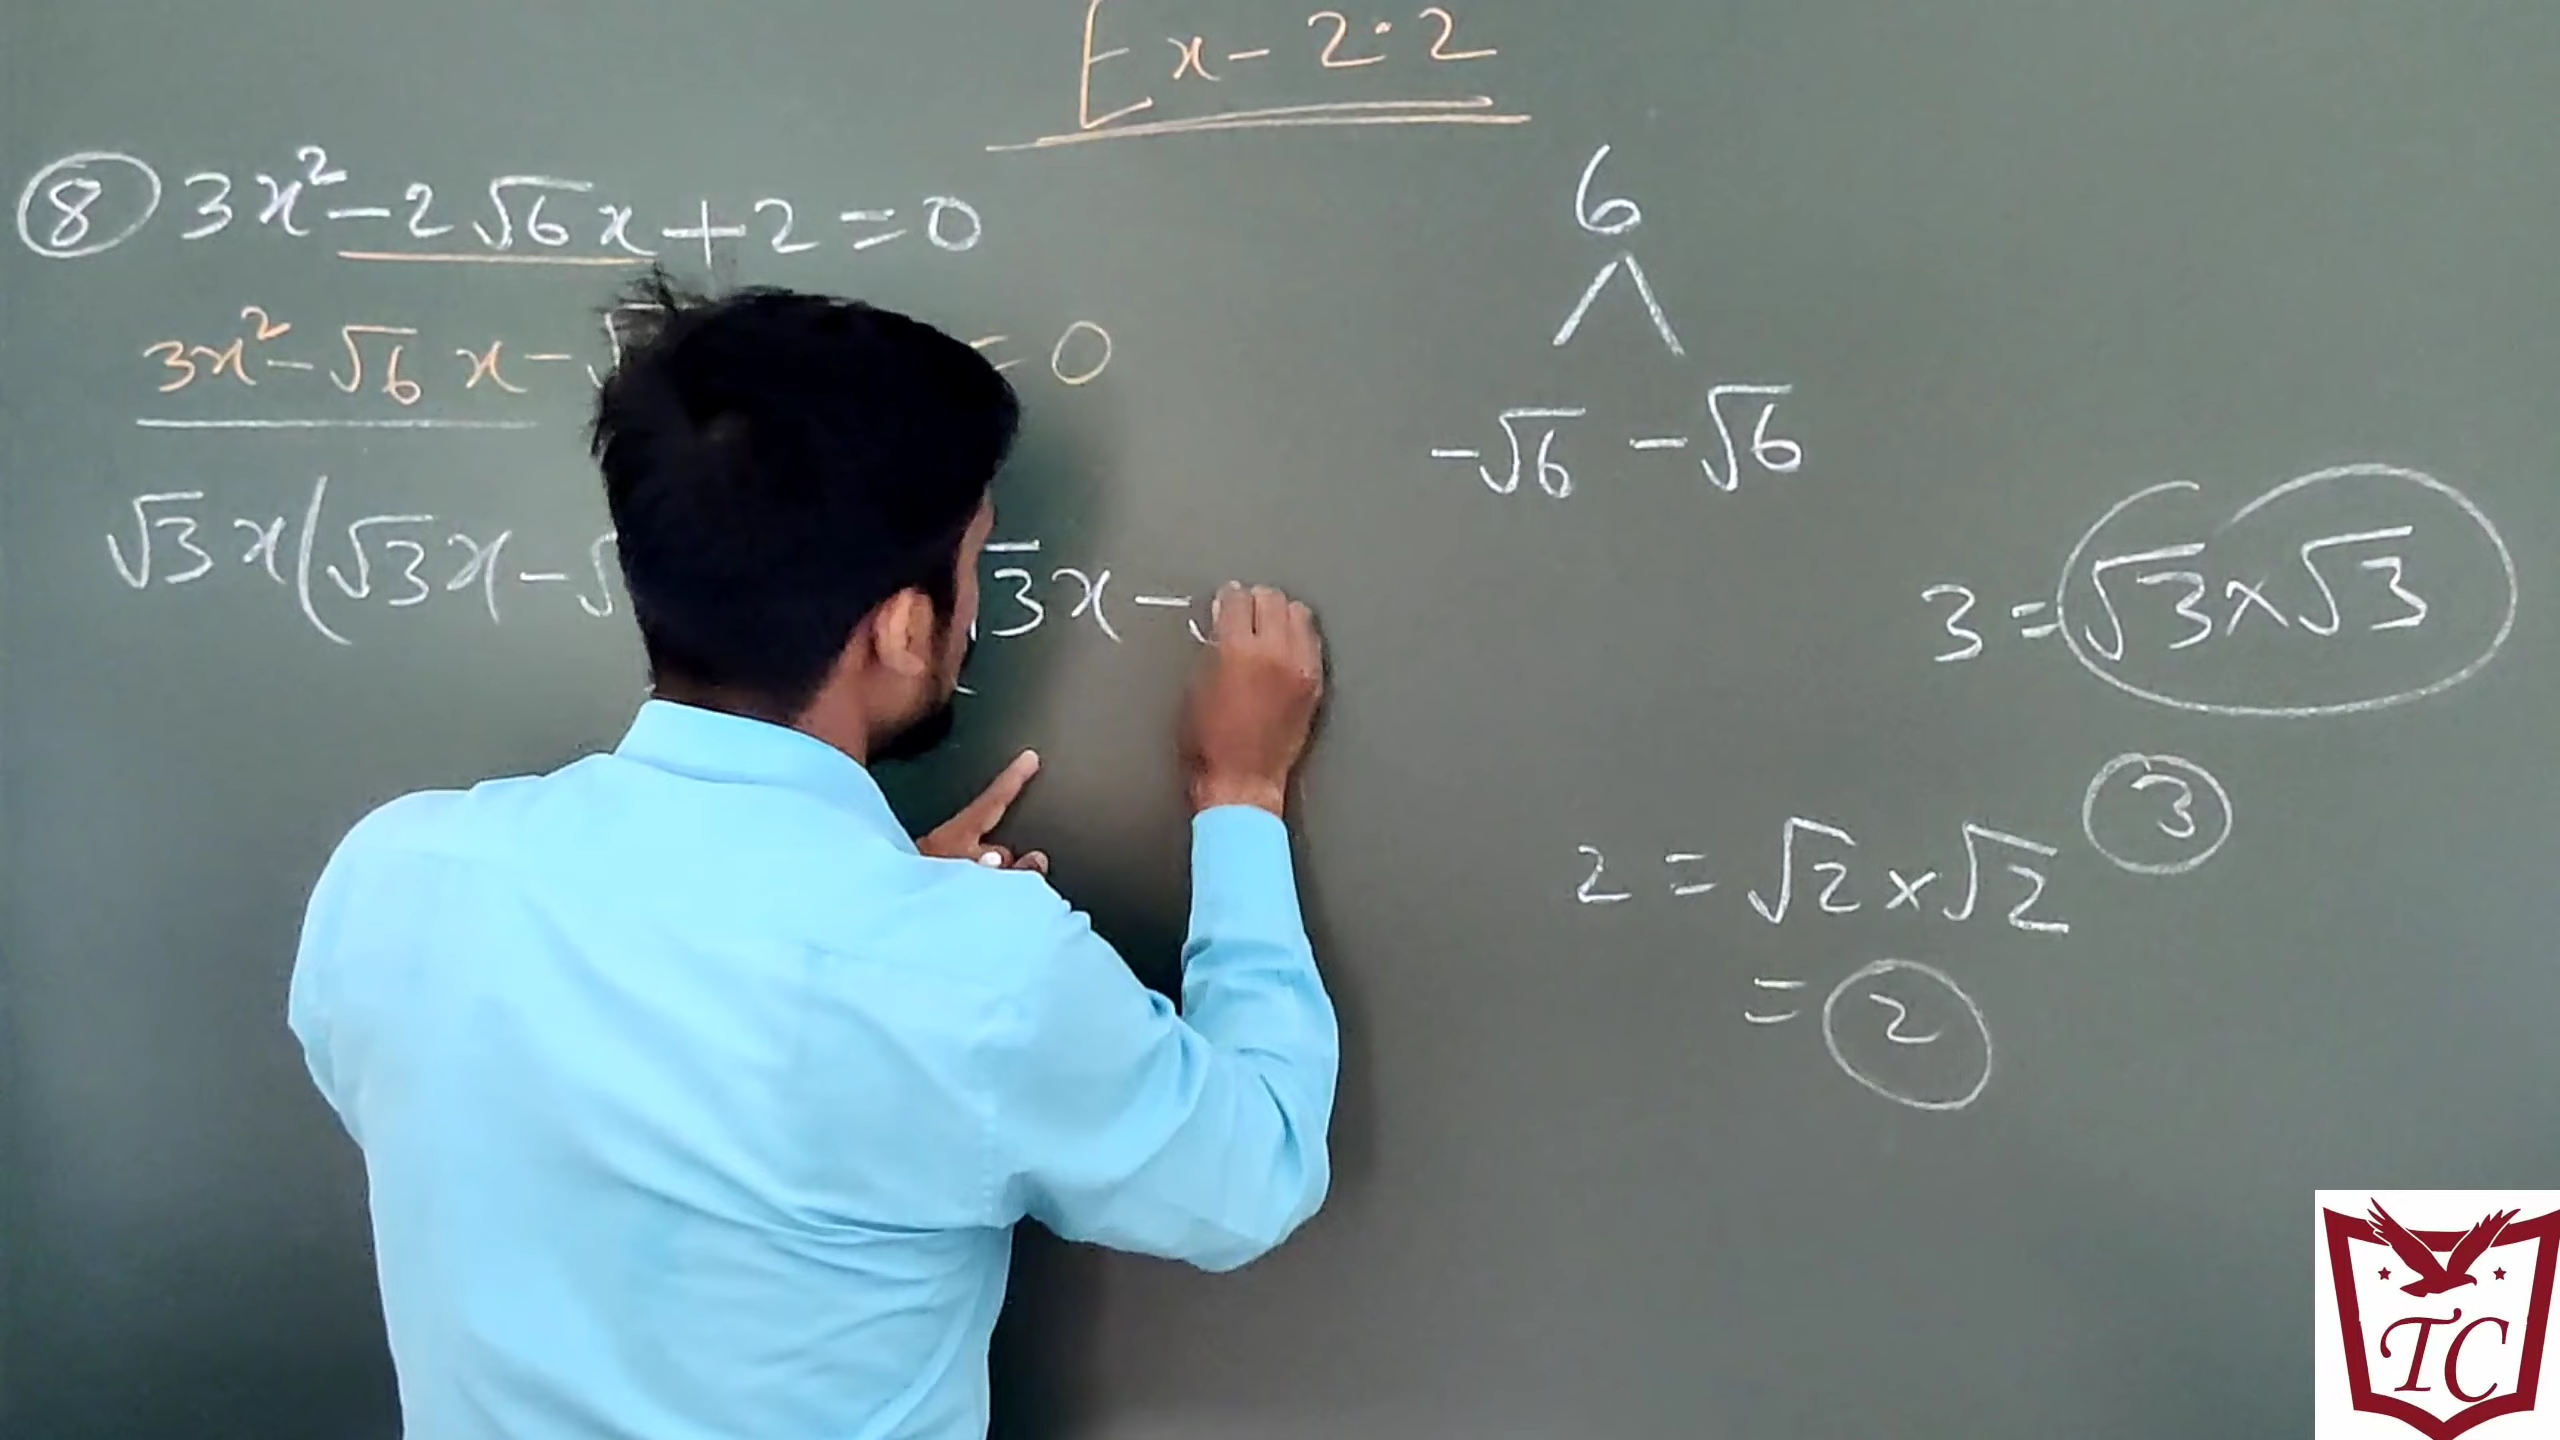 Ex-2.2
⑧ 3x²-2√6x+2=0
3x²-√6x-√ =0
√3x(√3x-√ √3x-√
6
-√6 -√6
3=√3×√3
③
2=√2×√2
=②
TC